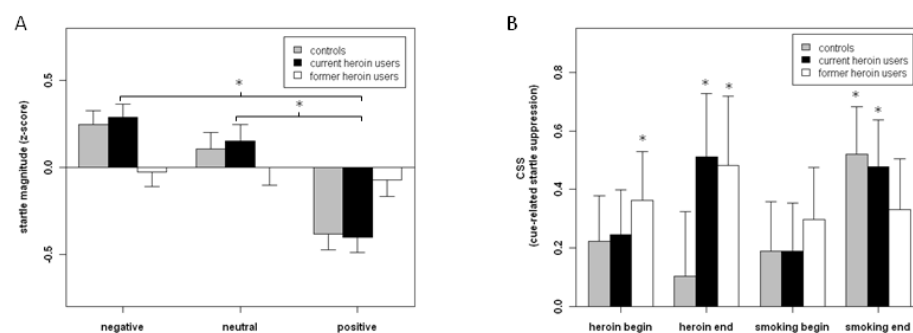 A
controls
current heroin users
former heroin users
*
*
startle magnitude (z-score)
0.5
0.0
-0.5
negative neutral positive
B
controls
current heroin users
former heroin users
CSS
(cue-related startle suppression)
0.8
0.6
0.4
0.2
0.0
* * * * *
heroin begin heroin end smoking begin smoking end